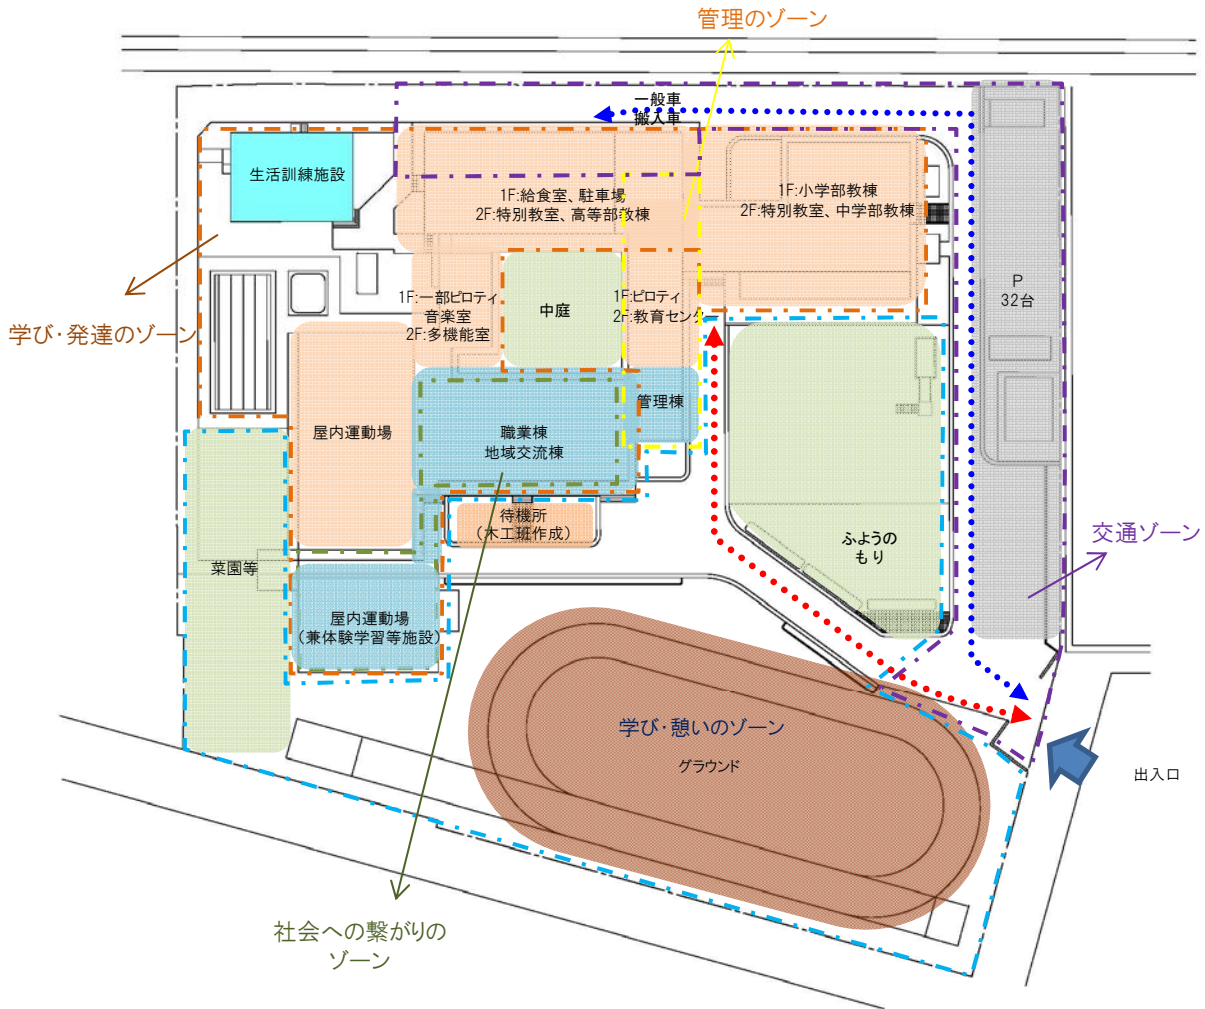 管理のゾーン
一般車
搬入車
生活訓練施設
1F:給食室、駐車場
2F:特別教室、高等部教棟
1F:小学部教棟
2F:特別教室、中学部教棟
P
32台
1F:一部ピロティ
音楽室
2F:多機能室
中庭
1F:ピロティ
2F:教育センター
学び・発達のゾーン
管理棟
屋内運動場
職業棟
地域交流棟
待機所
(木工班作成)
ふようの
もり
交通ゾーン
菜園等
屋内運動場
(兼体験学習等施設)
学び・憩いのゾーン
グラウンド
出入口
社会への繋がりの
ゾーン